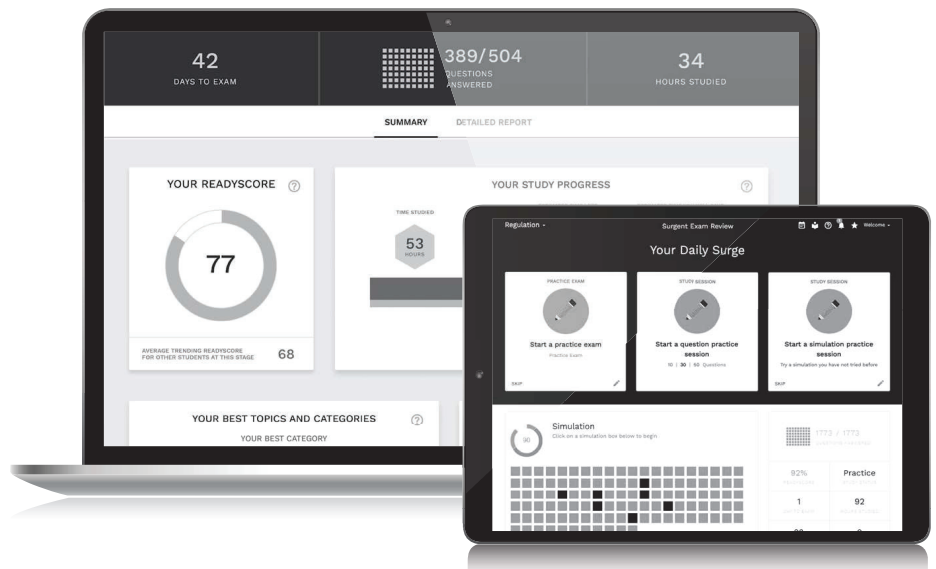 42
DAYS TO EXAM
389/504
QUESTIONS
ANSWERED
34
HOURS STUDIED
SUMMARY
DETAILED REPORT
YOUR READYSCORE ?
77
AVERAGE TRENDING READYSCORE
FOR OTHER STUDENTS AT THIS STAGE
68
YOUR STUDY PROGRESS ?
TIME STUDIED
53
HOURS
YOUR BEST TOPICS AND CATEGORIES ?
YOUR BEST CATEGORY
Regulation
Surgent Exam Review
Welcome
Your Daily Surge
PRACTICE EXAM
Start a practice exam
Practice Exam
SKIP
STUDY SESSION
Start a question practice
session
10 | 30 | 50 Questions
STUDY SESSION
Start a simulation practice
session
Try a simulation you have not tried before
SKIP
90
Simulation
Click on a simulation box below to begin
1773 / 1773
92%
Practice
1
92